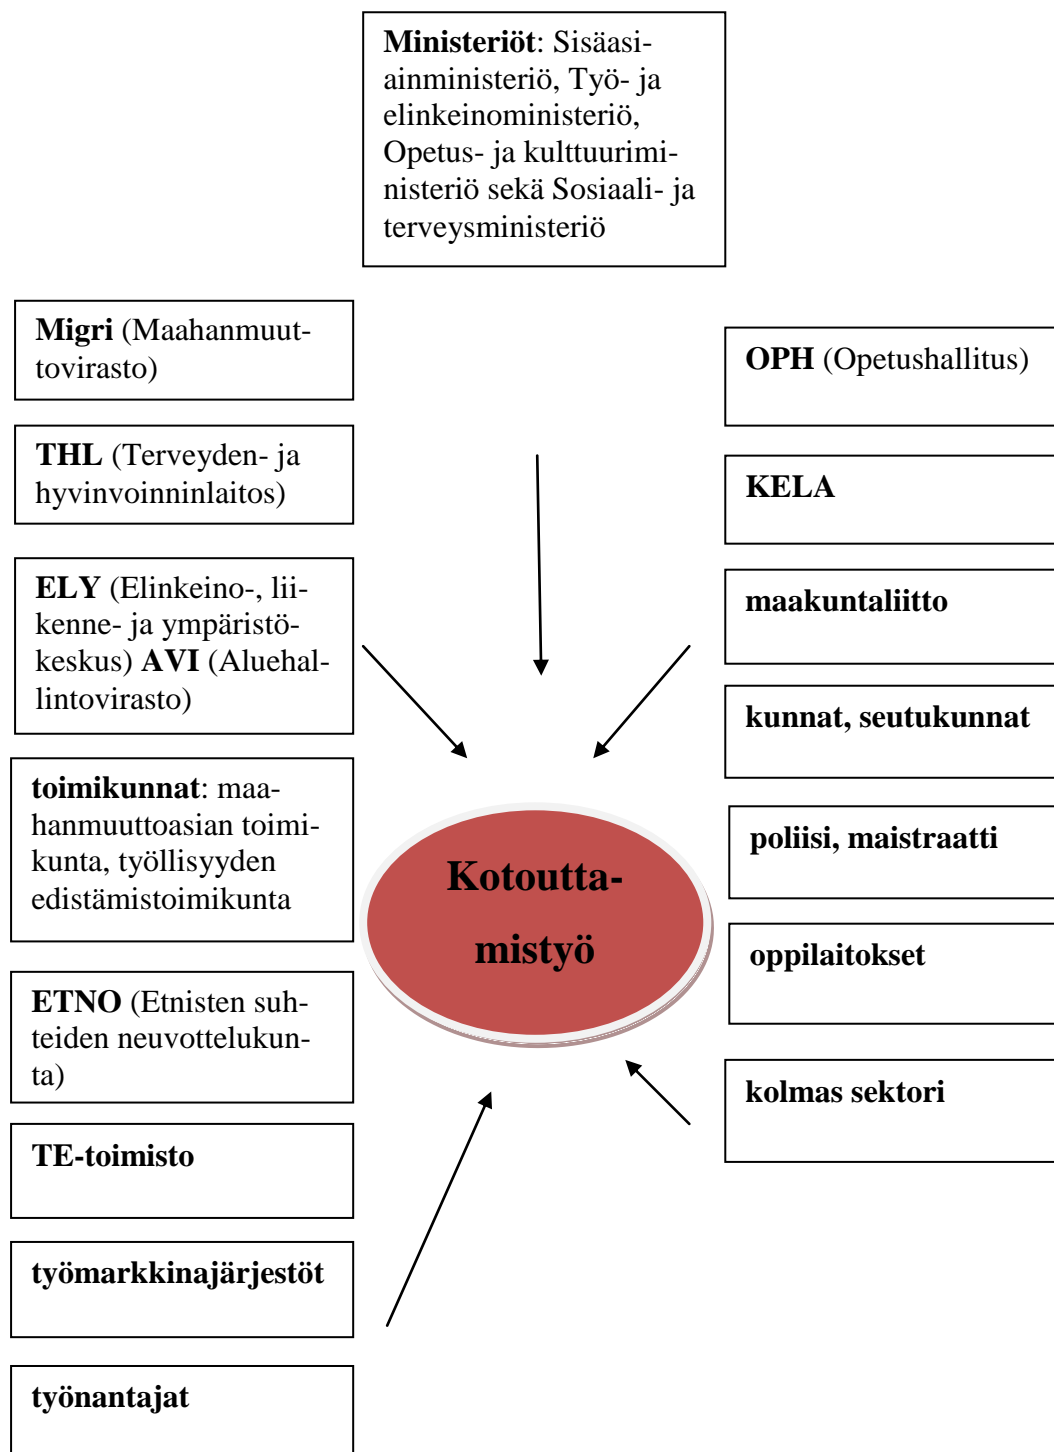 Ministeriöt: Sisäasi-
ainministeriö, Työ- ja
elinkeinoministeriö,
Opetus- ja kulttuurimi-
nisteriö sekä Sosiaali- ja
terveysministeriö
Migri (Maahanmuut-
tovirasto)
THL (Terveyden- ja
hyvinvoinninlaitos)
ELY (Elinkeino-, lii-
kenne- ja ympäristö-
keskus) AVI (Aluehal-
lintovirasto)
toimikunnat: maa-
hanmuuttoasian toimi-
kunta, työllisyyden
edistämistoimikunta
ETNO (Etnisten suh-
teiden neuvottelukun-
ta)
TE-toimisto
työmarkkinajärjestöt
työnantajat
Kotoutta-
mistyö
OPH (Opetushallitus)
KELA
maakuntaliitto
kunnat, seutukunnat
poliisi, maistraatti
oppilaitokset
kolmas sektori